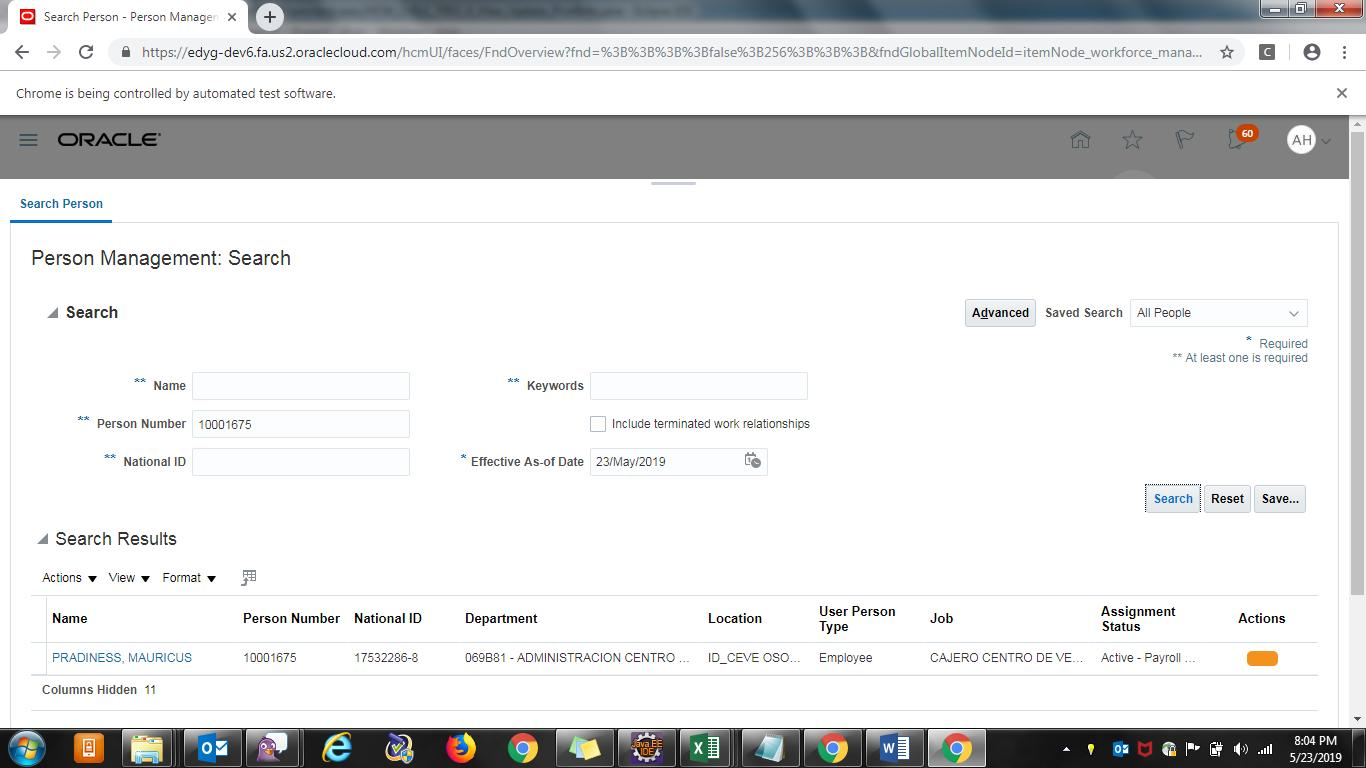 Search Person - Person Managen
https://edyg-dev6.fa.us2.oraclecloud.com/hcmUI/faces/FndOverview?fnd=%3B%3B%3B%3Bfalse%3B256%3B%3B%3B&fndGlobalItemNodeId=itemNode_workforce_mana...
C
Chrome is being controlled by automated test software.
ORACLE
60
AH
Search Person
Person Management: Search
Search
Advanced Saved Search All People
* Required
** At least one is required
** Name ** Keywords
** Person Number 10001675 Include terminated work relationships
** National ID * Effective As-of Date 23/May/2019
Search Reset Save...
Search Results
Actions View Format
Name Person Number National ID Department Location User Person Type Job Assignment Status Actions
PRADINESS, MAURICUS 10001675 17532286-8 069B81 - ADMINISTRACION CENTRO ... ID_CEVE OSO... Employee CAJERO CENTRO DE VE... Active - Payroll ...
Columns Hidden 11
Java EE
IDE
8:04 PM
5/23/2019